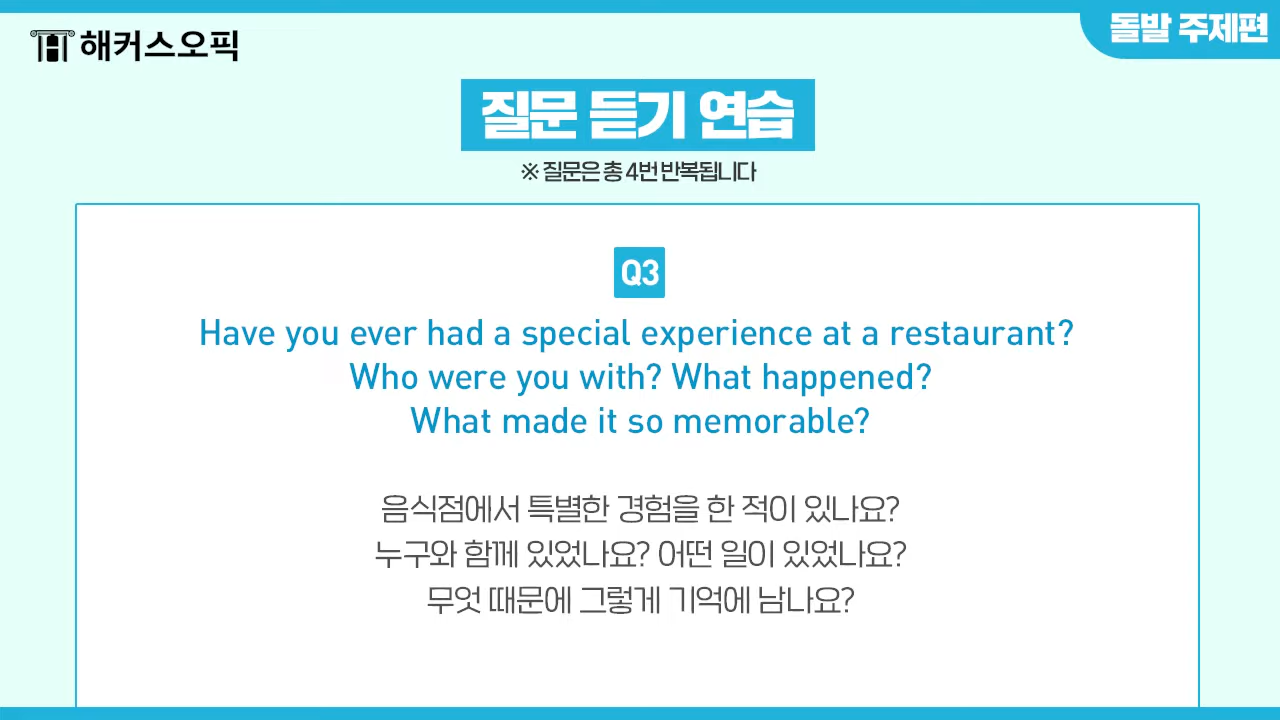 해커스오픽
돌발 주제편
질문 듣기 연습
※ 질문은 총 4번 반복됩니다
Q3
Have you ever had a special experience at a restaurant?
Who were you with? What happened?
What made it so memorable?
음식점에서 특별한 경험을 한 적이 있나요?
누구와 함께 있었나요? 어떤 일이 있었나요?
무엇 때문에 그렇게 기억에 남나요?